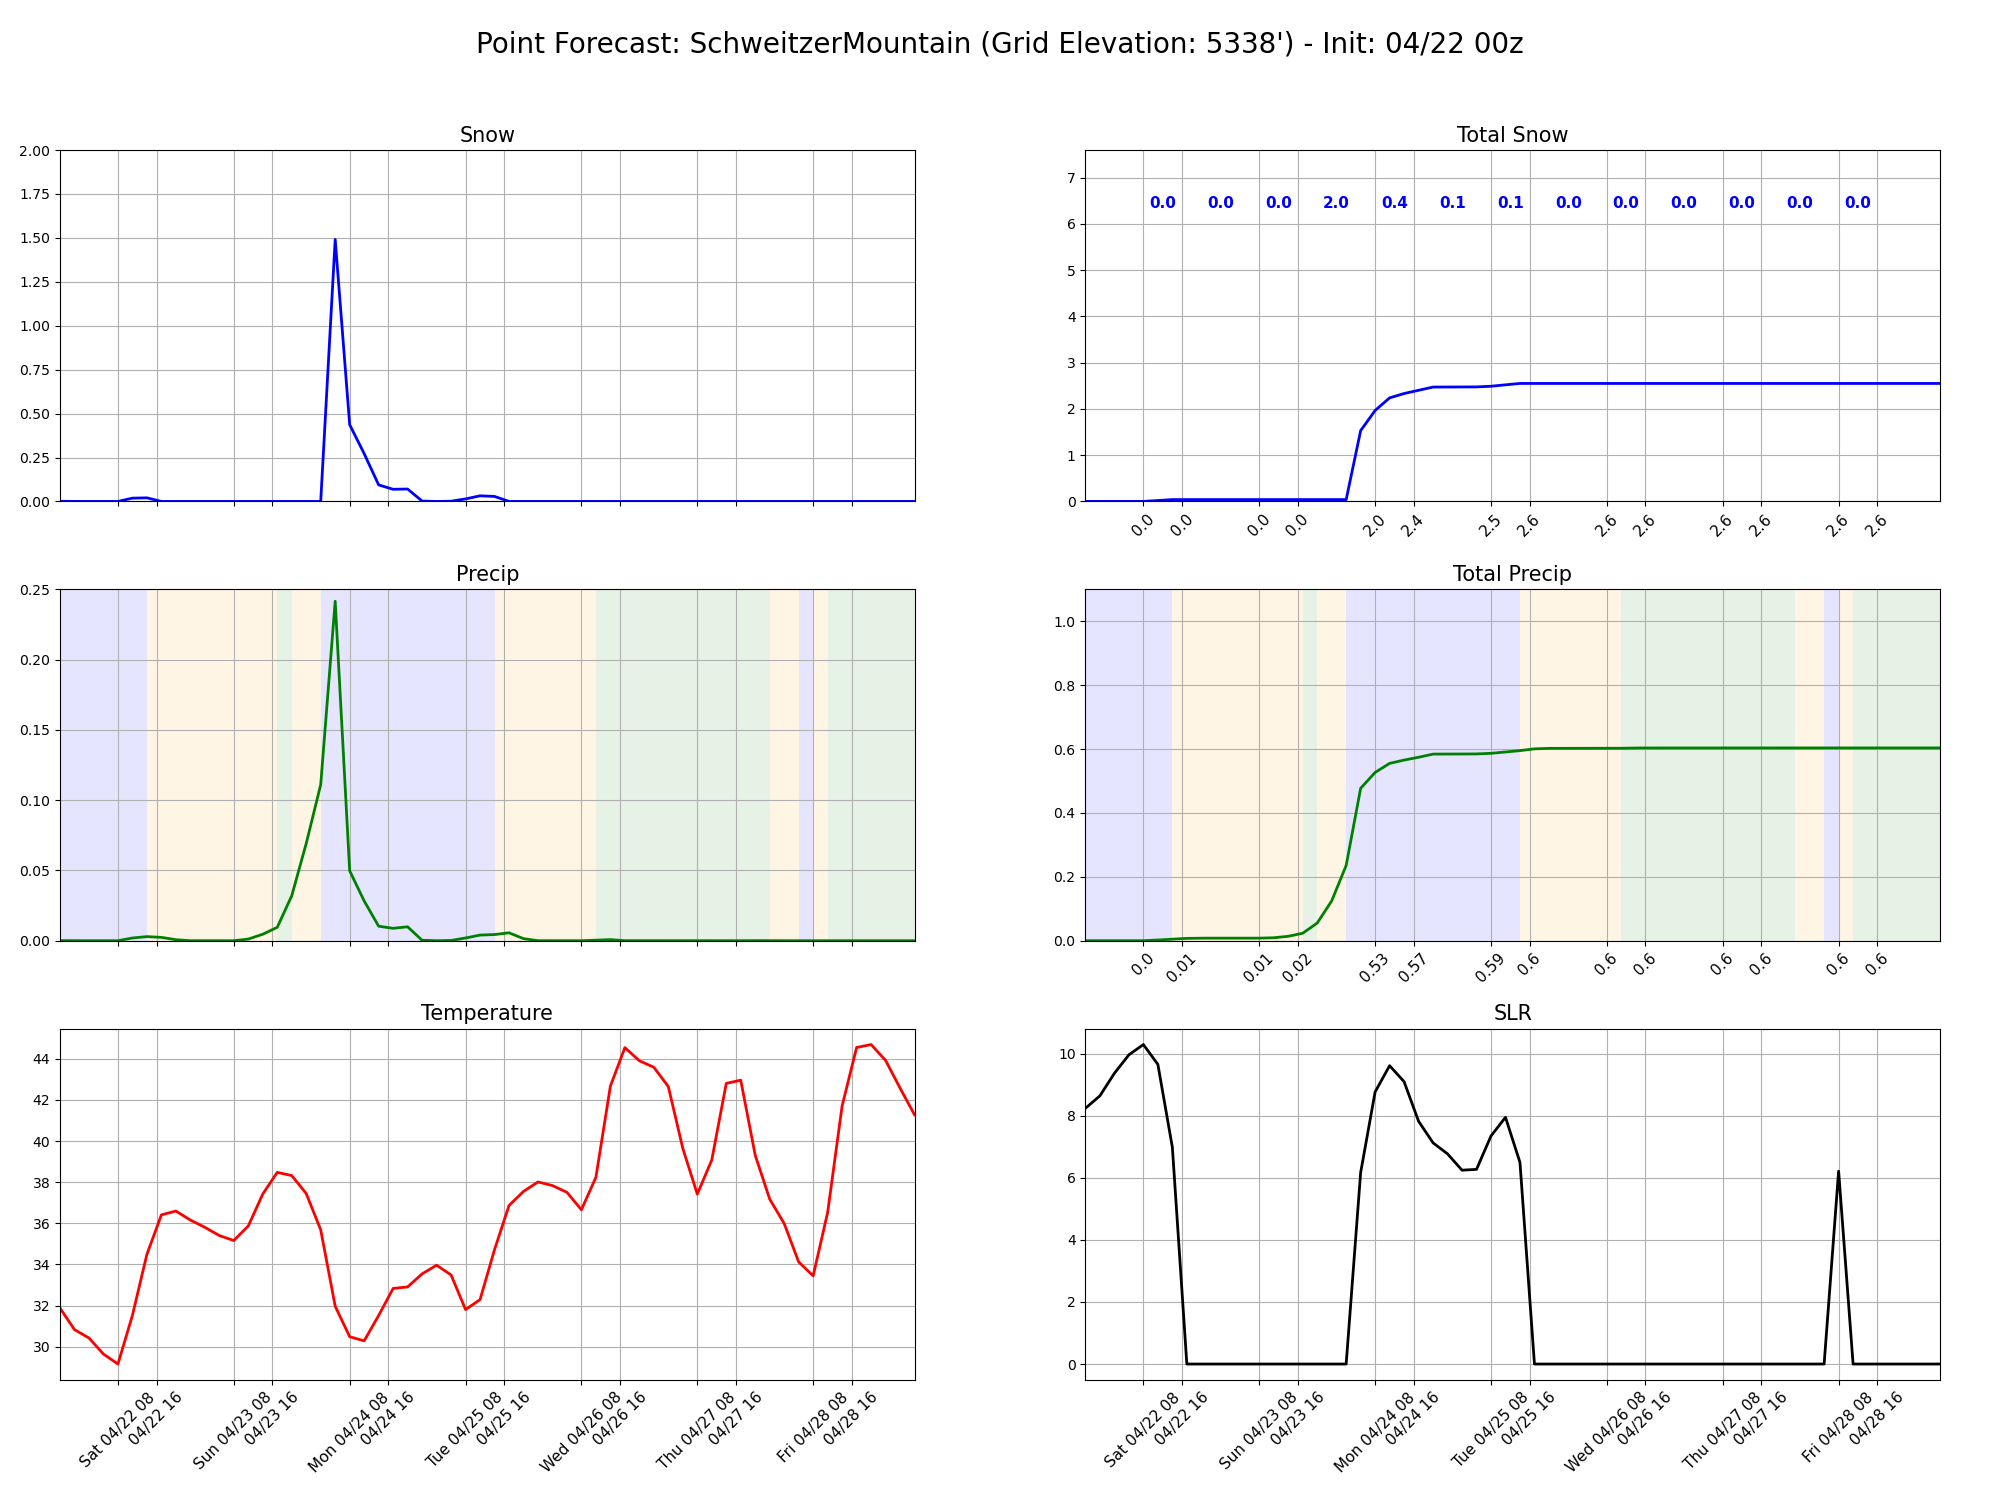 Point Forecast: SchweitzerMountain (Grid Elevation: 5338') - Init: 04/22 00z
Snow
2.00
1.75
1.50
1.25
1.00
0.75
0.50
0.25
0.00
Total Snow
7
6
5
4
3
2
1
0
0.0 0.0 0.0 2.0 0.4 0.1 0.1 0.0 0.0 0.0 0.0 0.0 0.0
0.0 0.0 0.0 0.0 2.0 2.4 2.5 2.6 2.6 2.6 2.6 2.6 2.6 2.6
Precip
0.25
0.20
0.15
0.10
0.05
0.00
Total Precip
1.0
0.8
0.6
0.4
0.2
0.0
0.0 0.01 0.01 0.02 0.53 0.57 0.59 0.6 0.6 0.6 0.6 0.6 0.6 0.6
Temperature
44
42
40
38
36
34
32
30
Sat 04/22 08
04/22 16
Sun 04/23 08
04/23 16
Mon 04/24 08
04/24 16
Tue 04/25 08
04/25 16
Wed 04/26 08
04/26 16
Thu 04/27 08
04/27 16
Fri 04/28 08
04/28 16
SLR
10
8
6
4
2
0
Sat 04/22 08
04/22 16
Sun 04/23 08
04/23 16
Mon 04/24 08
04/24 16
Tue 04/25 08
04/25 16
Wed 04/26 08
04/26 16
Thu 04/27 08
04/27 16
Fri 04/28 08
04/28 16